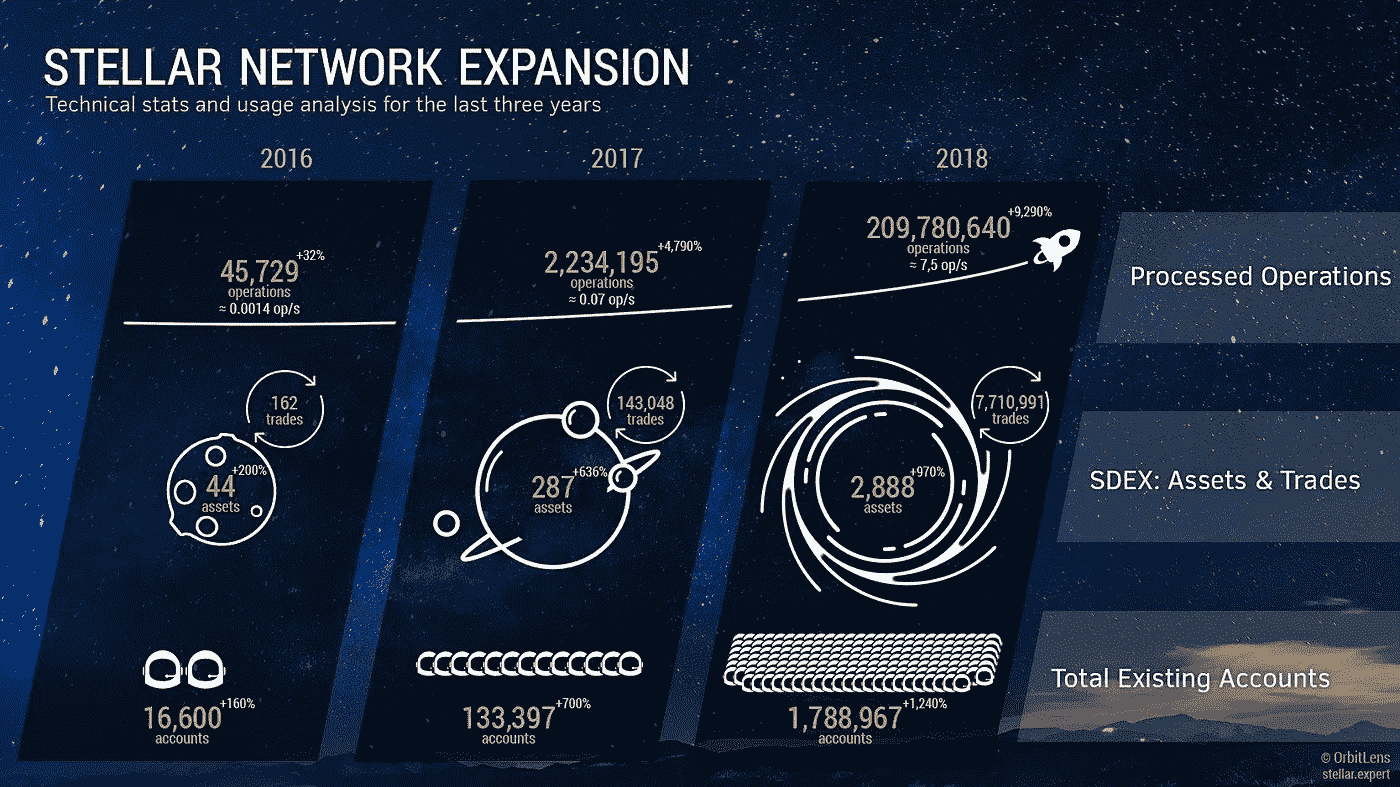 STELLAR NETWORK EXPANSION
Technical stats and usage analysis for the last three years
2016
2017
2018
+32%
45,729
operations
≈ 0.0014 op/s
+4,790%
2,234,195
operations
≈ 0.07 op/s
+9,290%
209,780,640
operations
≈ 7,5 op/s
Processed Operations
162
trades
+200%
44
assets
143,048
trades
+636%
287
assets
7,710,991
trades
+970%
2,888
assets
SDEX: Assets & Trades
+160%
16,600
accounts
+700%
133,397
accounts
+1,240%
1,788,967
accounts
Total Existing Accounts
© OrbitLens
stellar.expert